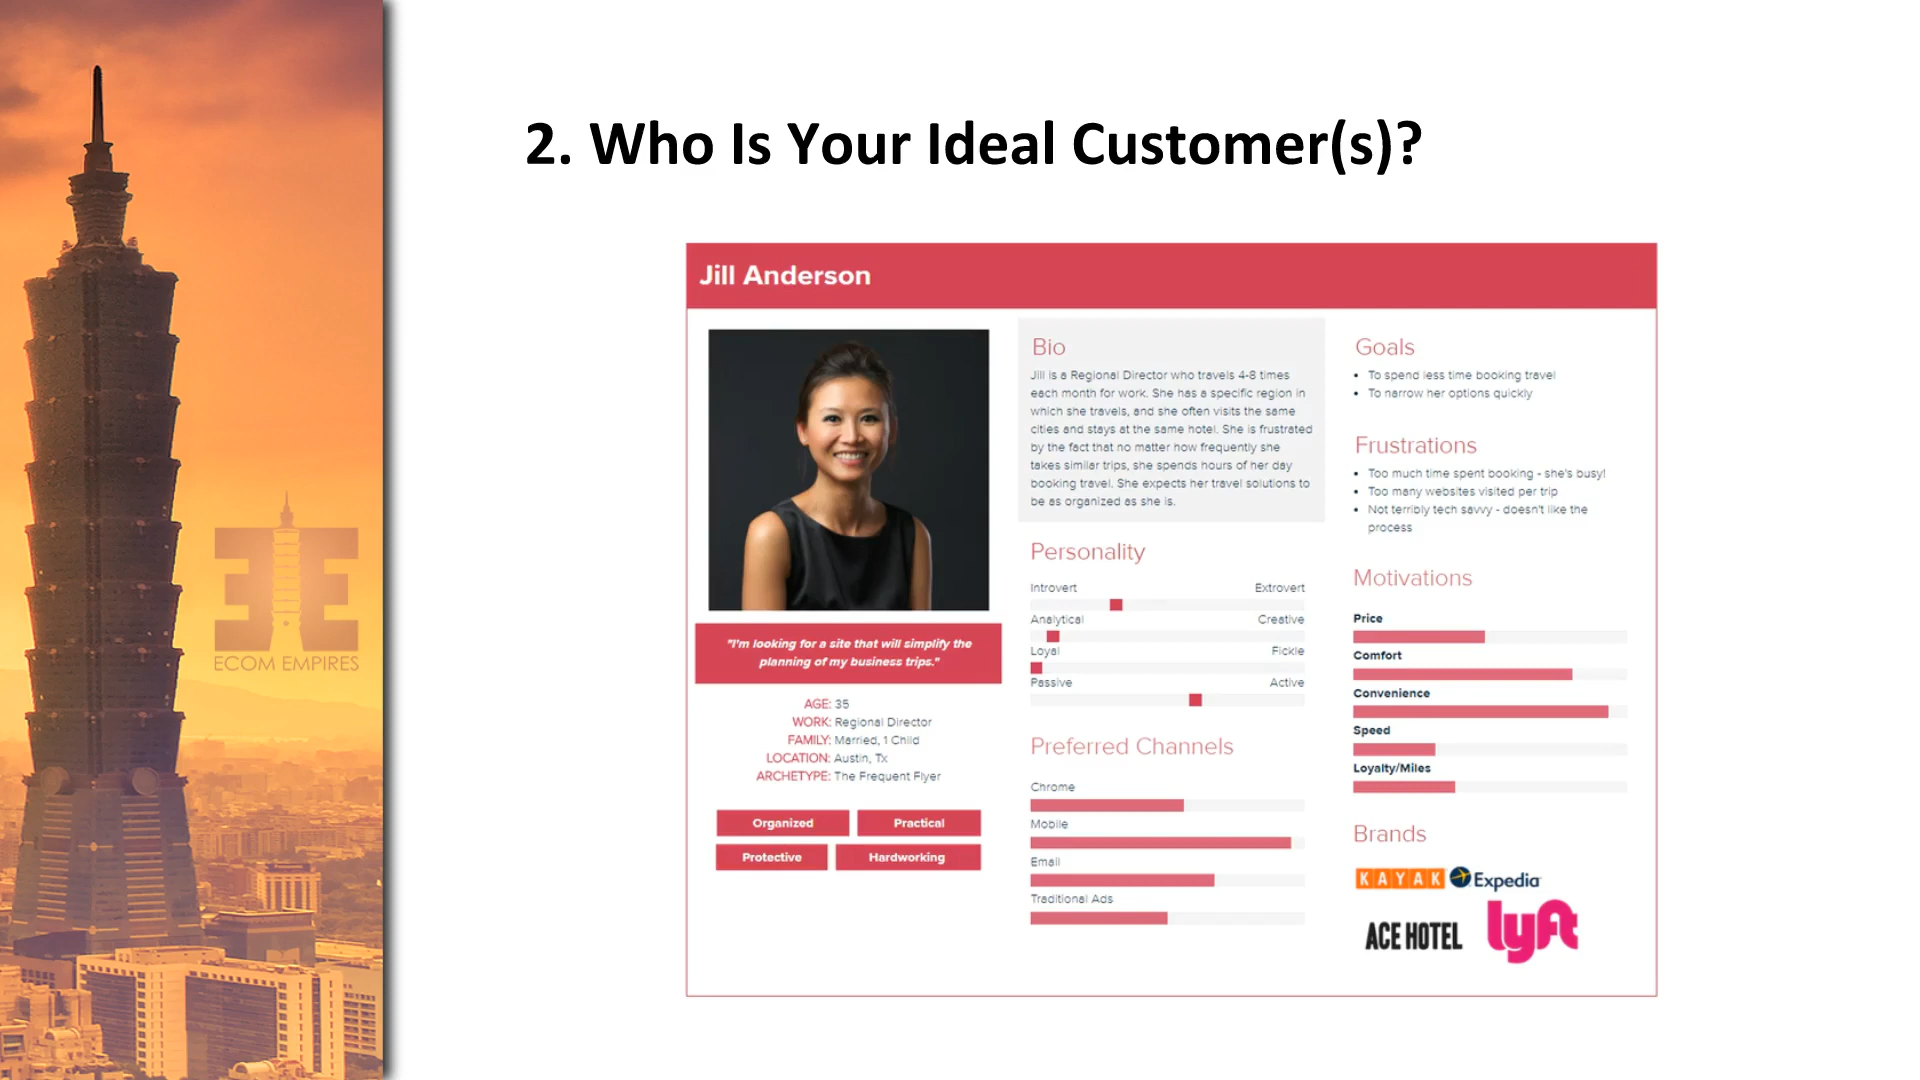 2. Who Is Your Ideal Customer(s)?
Jill Anderson
"I'm looking for a site that will simplify the
planning of my business trips."
AGE: 35
WORK: Regional Director
FAMILY: Married, 1 Child
LOCATION: Austin, Tx
ARCHETYPE: The Frequent Flyer
Organized
Practical
Protective
Hardworking
Bio
Jill is a Regional Director who travels 4-8 times
each month for work. She has a specific region in
which she travels, and she often visits the same
cities and stays at the same hotel. She is frustrated
by the fact that no matter how frequently she
takes similar trips, she spends hours of her day
booking travel. She expects her travel solutions to
be as organized as she is.
Personality
Introvert Extrovert
Analytical Creative
Loyal Fickle
Passive Active
Preferred Channels
Chrome
Mobile
Email
Traditional Ads
Goals
• To spend less time booking travel
• To narrow her options quickly
Frustrations
• Too much time spent booking - she's busy!
• Too many websites visited per trip
• Not terribly tech savvy - doesn't like the
process
Motivations
Price
Comfort
Convenience
Speed
Loyalty/Miles
Brands
KAYAK Expedia
ACE HOTEL lyft
ECOM EMPIRES